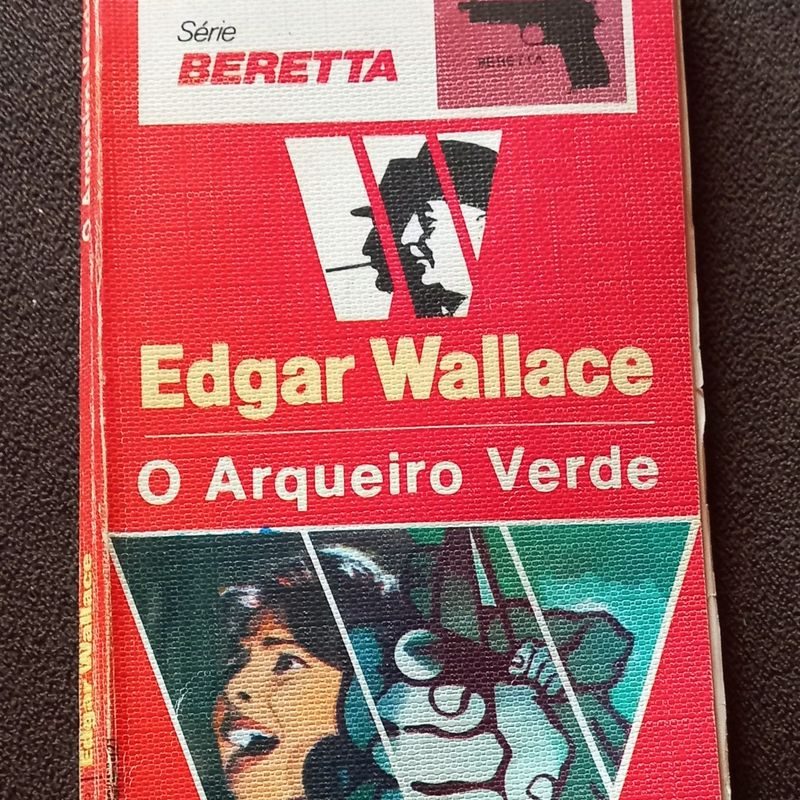 Série
BERETTA
BERETTA
Edgar Wallace
O Arqueiro Verde
Edgar Wallace